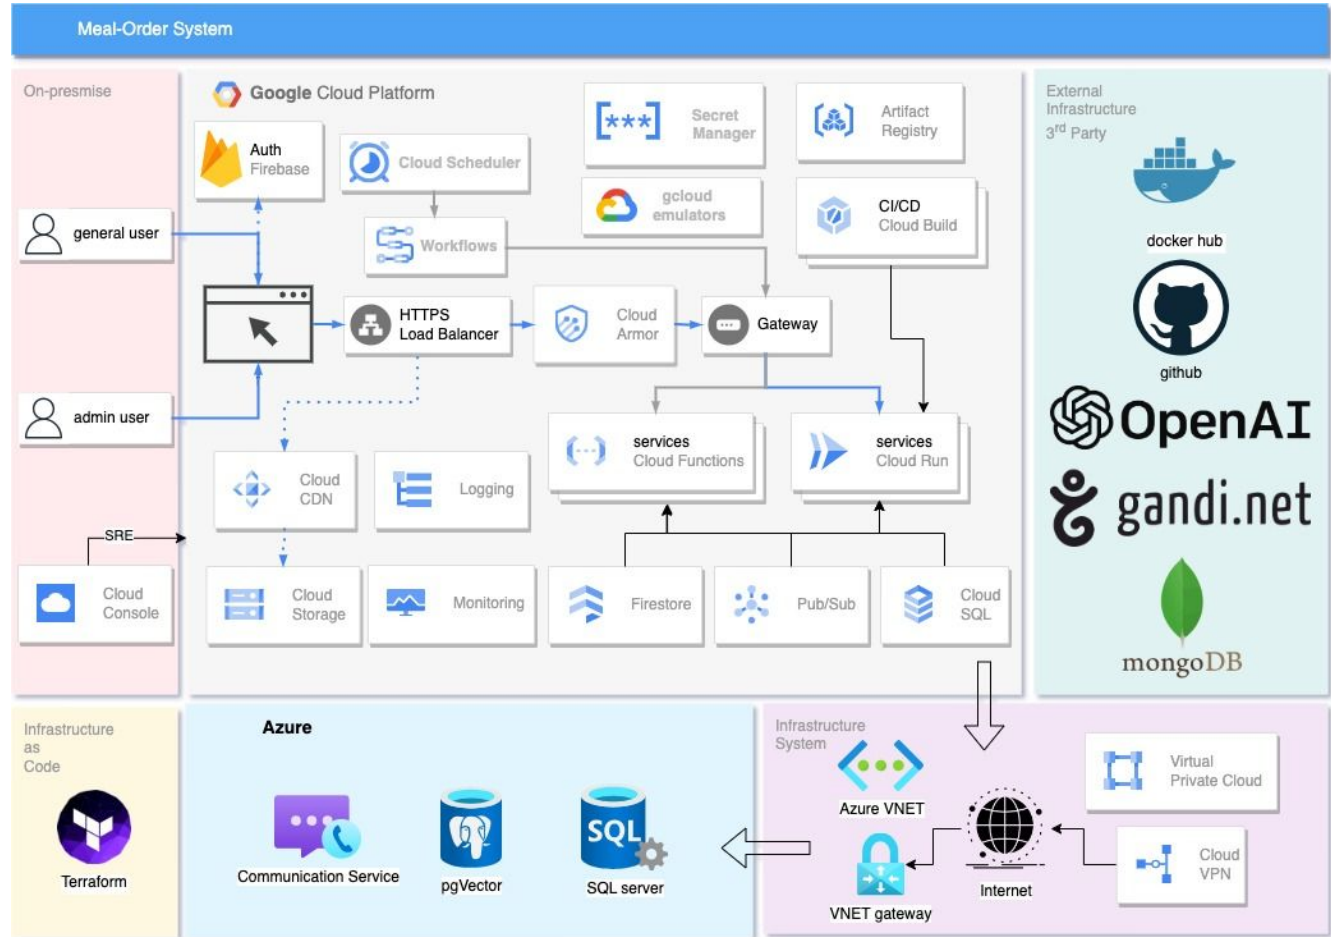 Meal-Order System
On-presmise
general user
admin user
SRE
Cloud
Console
Google Cloud Platform
Auth
Firebase
Cloud Scheduler
Workflows
[***]
Secret
Manager
gcloud
emulators
Artifact
Registry
CI/CD
Cloud Build
HTTPS
Load Balancer
Cloud
Armor
Gateway
services
Cloud Functions
services
Cloud Run
Cloud
CDN
Logging
Cloud
Storage
Monitoring
Firestore
Pub/Sub
Cloud
SQL
External
Infrastructure
3rd Party
docker hub
github
OpenAI
gandi.net
mongoDB
Infrastructure
as
Code
Terraform
Azure
Communication Service
pgVector
SQL
SQL server
Infrastructure
System
Azure VNET
VNET gateway
Internet
Virtual
Private Cloud
Cloud
VPN